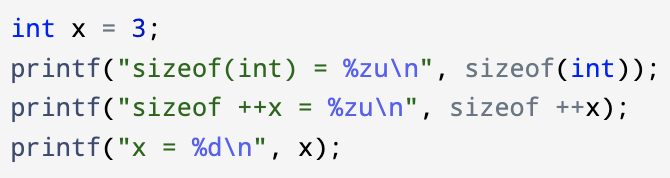 int x = 3;
printf("sizeof(int) = %zu\n", sizeof(int));
printf("sizeof ++x = %zu\n", sizeof ++x);
printf("x = %d\n", x);